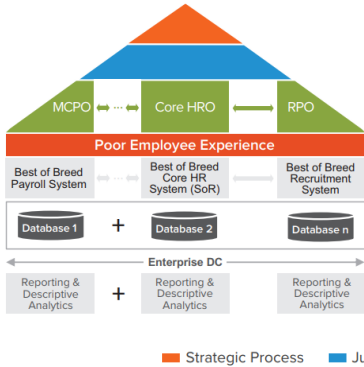 MCPO ... Core HRO RPO
Poor Employee Experience
Best of Breed
Payroll System
...
Best of Breed
Core HR
System (SoR)
Best of Breed
Recruitment
System
Database 1 + Database 2 Database n
Enterprise DC
Reporting &
Descriptive
Analytics
+
Reporting &
Descriptive
Analytics
Reporting &
Descriptive
Analytics
Strategic Process Ju